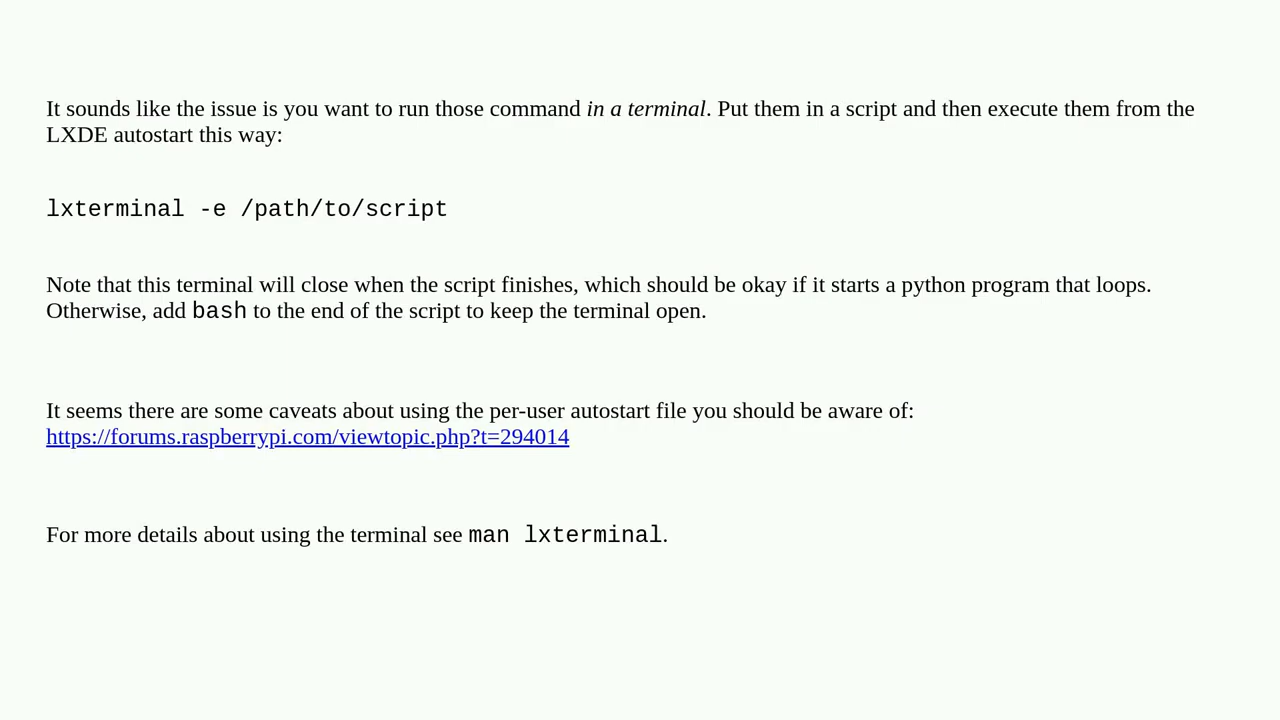 It sounds like the issue is you want to run those command in a terminal. Put them in a script and then execute them from the
LXDE autostart this way:
lxterminal -e /path/to/script
Note that this terminal will close when the script finishes, which should be okay if it starts a python program that loops.
Otherwise, add bash to the end of the script to keep the terminal open.
It seems there are some caveats about using the per-user autostart file you should be aware of:
https://forums.raspberrypi.com/viewtopic.php?t=294014
For more details about using the terminal see man lxterminal.